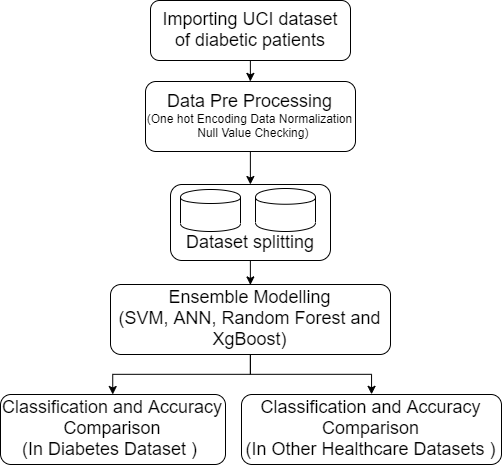 Importing UCI dataset
of diabetic patients
Data Pre Processing
(One hot Encoding Data Normalization
Null Value Checking)
Dataset splitting
Ensemble Modelling
(SVM, ANN, Random Forest and
XgBoost)
Classification and Accuracy
Comparison
(In Diabetes Dataset )
Classification and Accuracy
Comparison
(In Other Healthcare Datasets )